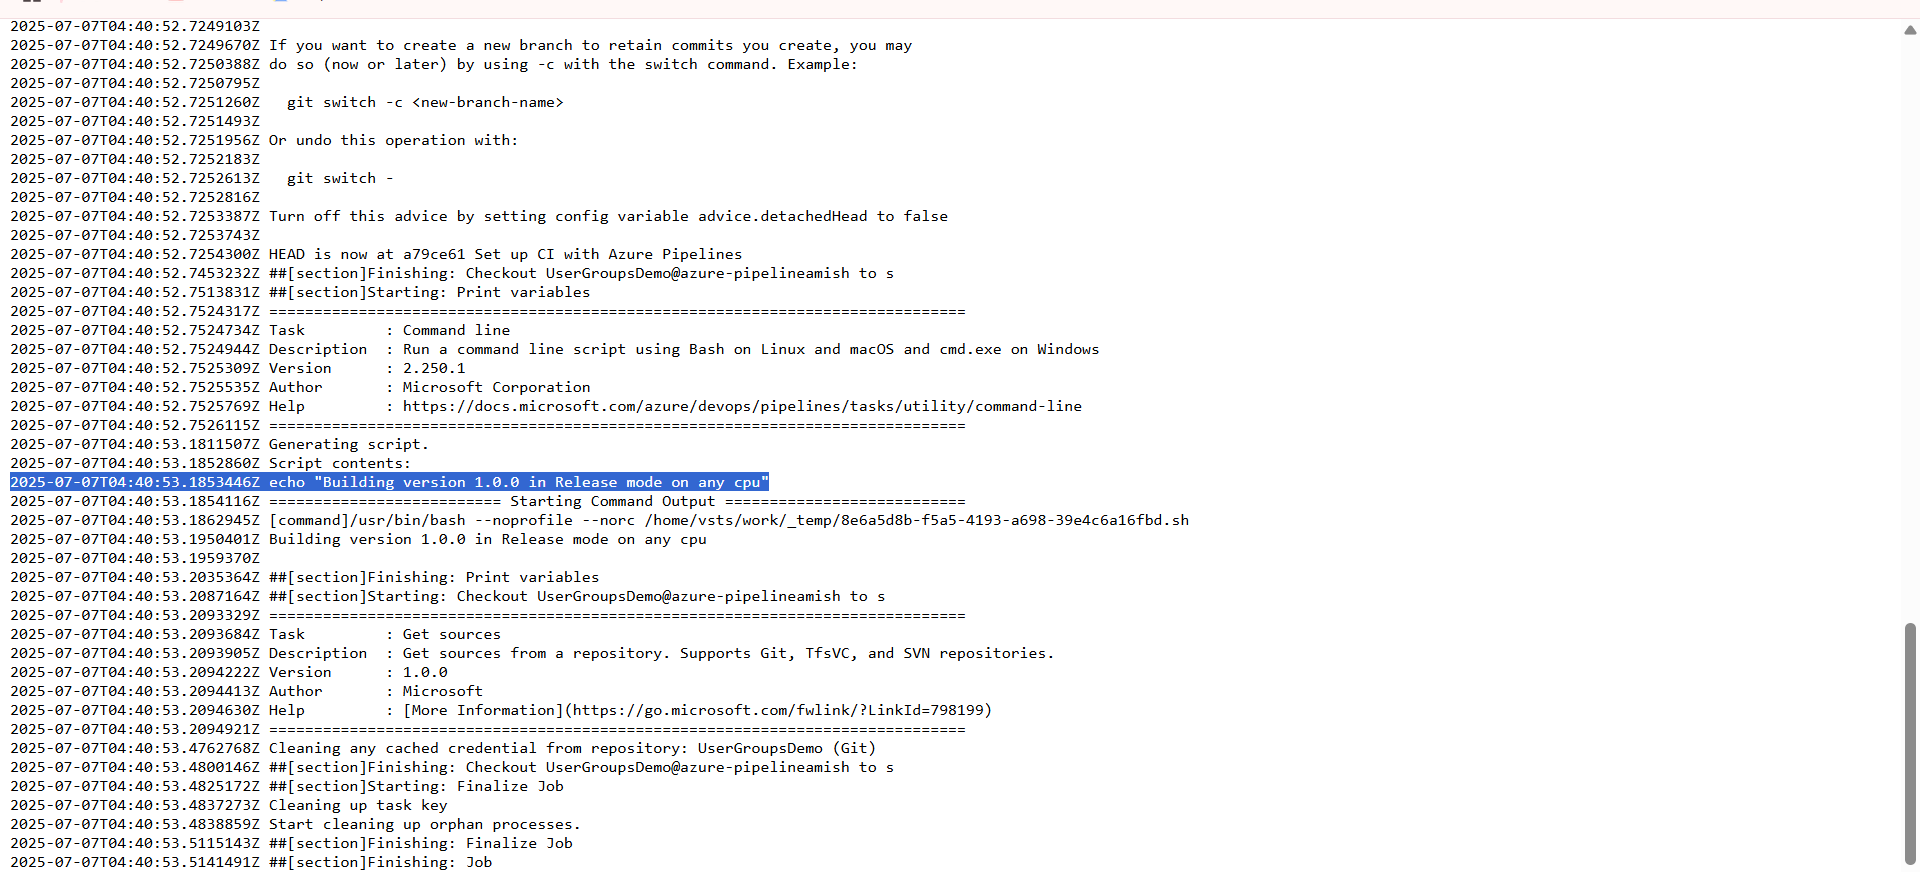 2025-07-07T04:40:52.7249103Z
2025-07-07T04:40:52.7249670Z If you want to create a new branch to retain commits you create, you may
2025-07-07T04:40:52.7250388Z do so (now or later) by using -c with the switch command. Example:
2025-07-07T04:40:52.7250795Z
2025-07-07T04:40:52.7251260Z   git switch -c <new-branch-name>
2025-07-07T04:40:52.7251493Z
2025-07-07T04:40:52.7251956Z Or undo this operation with:
2025-07-07T04:40:52.7252183Z
2025-07-07T04:40:52.7252613Z   git switch -
2025-07-07T04:40:52.7252816Z
2025-07-07T04:40:52.7253387Z Turn off this advice by setting config variable advice.detachedHead to false
2025-07-07T04:40:52.7253743Z
2025-07-07T04:40:52.7254300Z HEAD is now at a79ce61 Set up CI with Azure Pipelines
2025-07-07T04:40:52.7453232Z ##[section]Finishing: Checkout UserGroupsDemo@azure-pipelineamish to s
2025-07-07T04:40:52.7513831Z ##[section]Starting: Print variables
2025-07-07T04:40:52.7524317Z ==============================================================================
2025-07-07T04:40:52.7524734Z Task         : Command line
2025-07-07T04:40:52.7524944Z Description  : Run a command line script using Bash on Linux and macOS and cmd.exe on Windows
2025-07-07T04:40:52.7525309Z Version      : 2.250.1
2025-07-07T04:40:52.7525535Z Author       : Microsoft Corporation
2025-07-07T04:40:52.7525769Z Help         : https://docs.microsoft.com/azure/devops/pipelines/tasks/utility/command-line
2025-07-07T04:40:52.7526115Z ==============================================================================
2025-07-07T04:40:53.1811507Z Generating script.
2025-07-07T04:40:53.1852860Z Script contents:
2025-07-07T04:40:53.1853446Z echo "Building version 1.0.0 in Release mode on any cpu"
2025-07-07T04:40:53.1854116Z ========================== Starting Command Output ===========================
2025-07-07T04:40:53.1862945Z [command]/usr/bin/bash --noprofile --norc /home/vsts/work/_temp/8e6a5d8b-f5a5-4193-a698-39e4c6a16fbd.sh
2025-07-07T04:40:53.1950401Z Building version 1.0.0 in Release mode on any cpu
2025-07-07T04:40:53.1959370Z
2025-07-07T04:40:53.2035364Z ##[section]Finishing: Print variables
2025-07-07T04:40:53.2087164Z ##[section]Starting: Checkout UserGroupsDemo@azure-pipelineamish to s
2025-07-07T04:40:53.2093329Z ==============================================================================
2025-07-07T04:40:53.2093684Z Task         : Get sources
2025-07-07T04:40:53.2093905Z Description  : Get sources from a repository. Supports Git, TfsVC, and SVN repositories.
2025-07-07T04:40:53.2094222Z Version      : 1.0.0
2025-07-07T04:40:53.2094413Z Author       : Microsoft
2025-07-07T04:40:53.2094630Z Help         : [More Information](https://go.microsoft.com/fwlink/?LinkId=798199)
2025-07-07T04:40:53.2094921Z ==============================================================================
2025-07-07T04:40:53.4762768Z Cleaning any cached credential from repository: UserGroupsDemo (Git)
2025-07-07T04:40:53.4800146Z ##[section]Finishing: Checkout UserGroupsDemo@azure-pipelineamish to s
2025-07-07T04:40:53.4825172Z ##[section]Starting: Finalize Job
2025-07-07T04:40:53.4837273Z Cleaning up task key
2025-07-07T04:40:53.4838859Z Start cleaning up orphan processes.
2025-07-07T04:40:53.5115143Z ##[section]Finishing: Finalize Job
2025-07-07T04:40:53.5141491Z ##[section]Finishing: Job